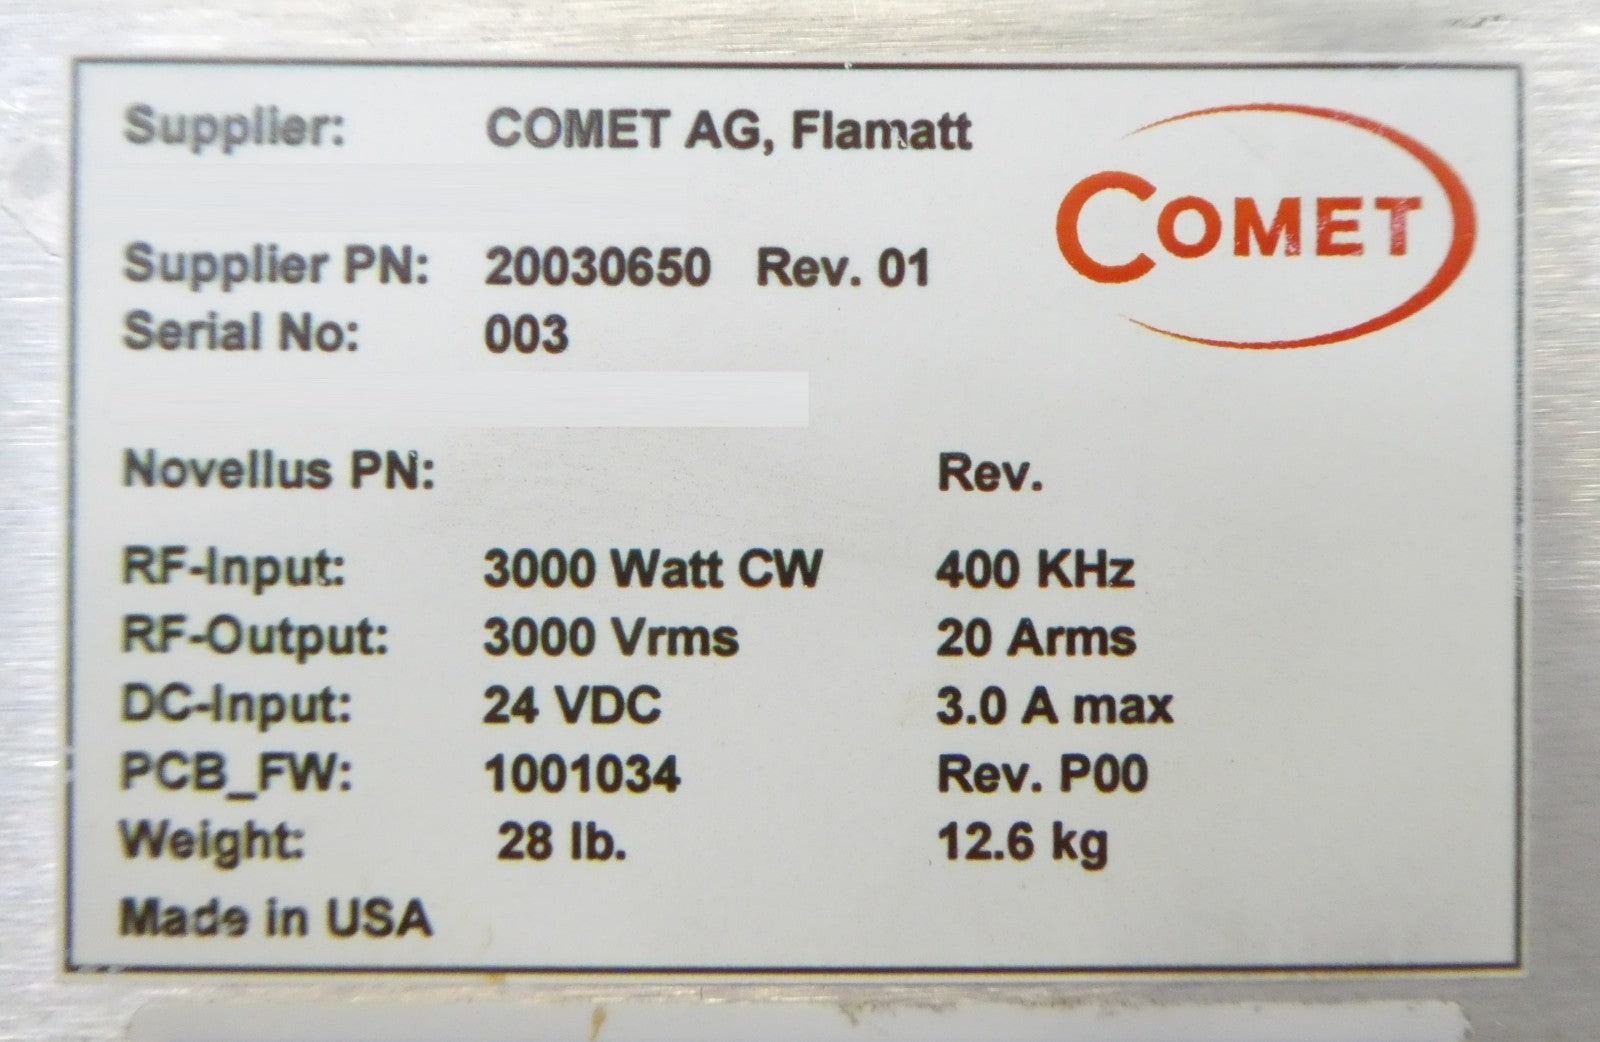 Supplier: COMET AG, Flamatt
COMET
Supplier PN: 20030650 Rev. 01
Serial No: 003
Novellus PN: Rev.
RF-Input: 3000 Watt CW 400 KHz
RF-Output: 3000 Vrms 20 Arms
DC-Input: 24 VDC 3.0 A max
PCB_FW: 1001034 Rev. P00
Weight: 28 lb. 12.6 kg
Made in USA